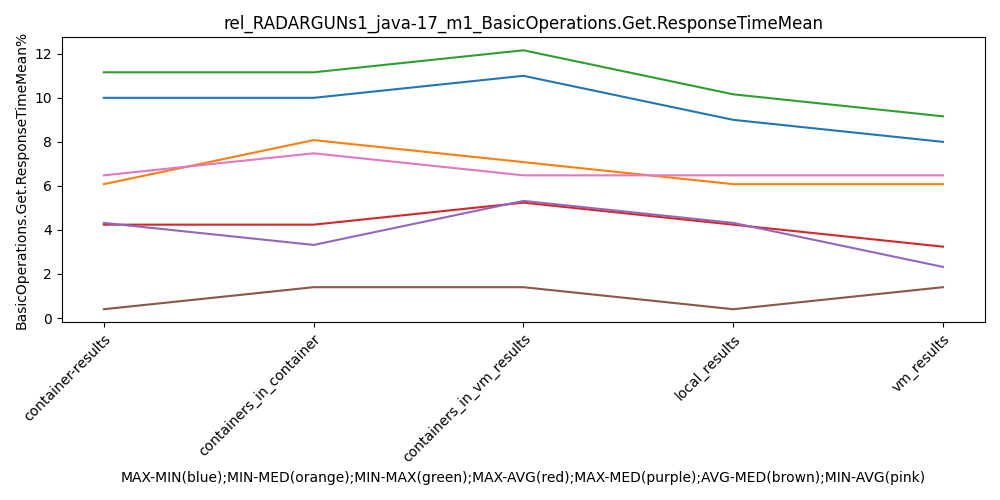 rel_RADARGUNs1_java-17_m1_BasicOperations.Get.ResponseTimeMean
BasicOperations.Get.ResponseTimeMean%
12
10
8
6
4
2
0
container-results
containers_in_container
containers_in_vm_results
local_results
vm_results
MAX-MIN(blue);MIN-MED(orange);MIN-MAX(green);MAX-AVG(red);MAX-MED(purple);AVG-MED(brown);MIN-AVG(pink)